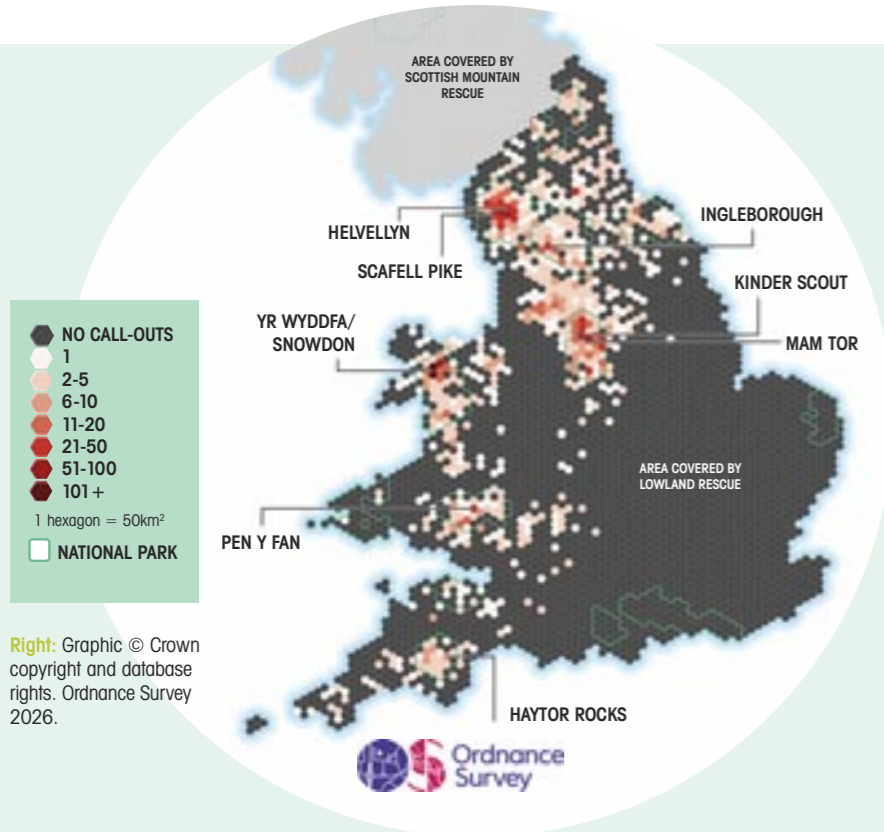 AREA COVERED BY
SCOTTISH MOUNTAIN
RESCUE
HELVELLYN
SCAFELL PIKE
INGLEBOROUGH
KINDER SCOUT
MAM TOR
YR WYDDFA/
SNOWDON
NO CALL-OUTS
1
2-5
6-10
11-20
21-50
51-100
101+
1 hexagon = 50km²
NATIONAL PARK
AREA COVERED BY
LOWLAND RESCUE
PEN Y FAN
HAYTOR ROCKS
Right: Graphic © Crown
copyright and database
rights. Ordnance Survey
2026.
OS
Ordnance
Survey